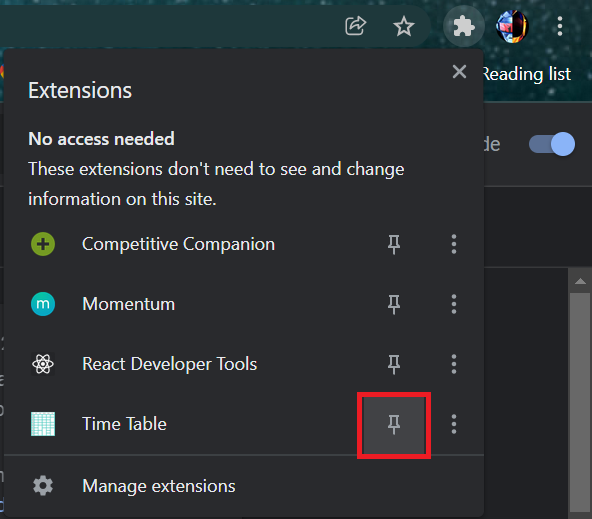 Reading list
Extensions
de
No access needed
These extensions don't need to see and change
information on this site.
Competitive Companion
m Momentum
React Developer Tools
Time Table
Manage extensions